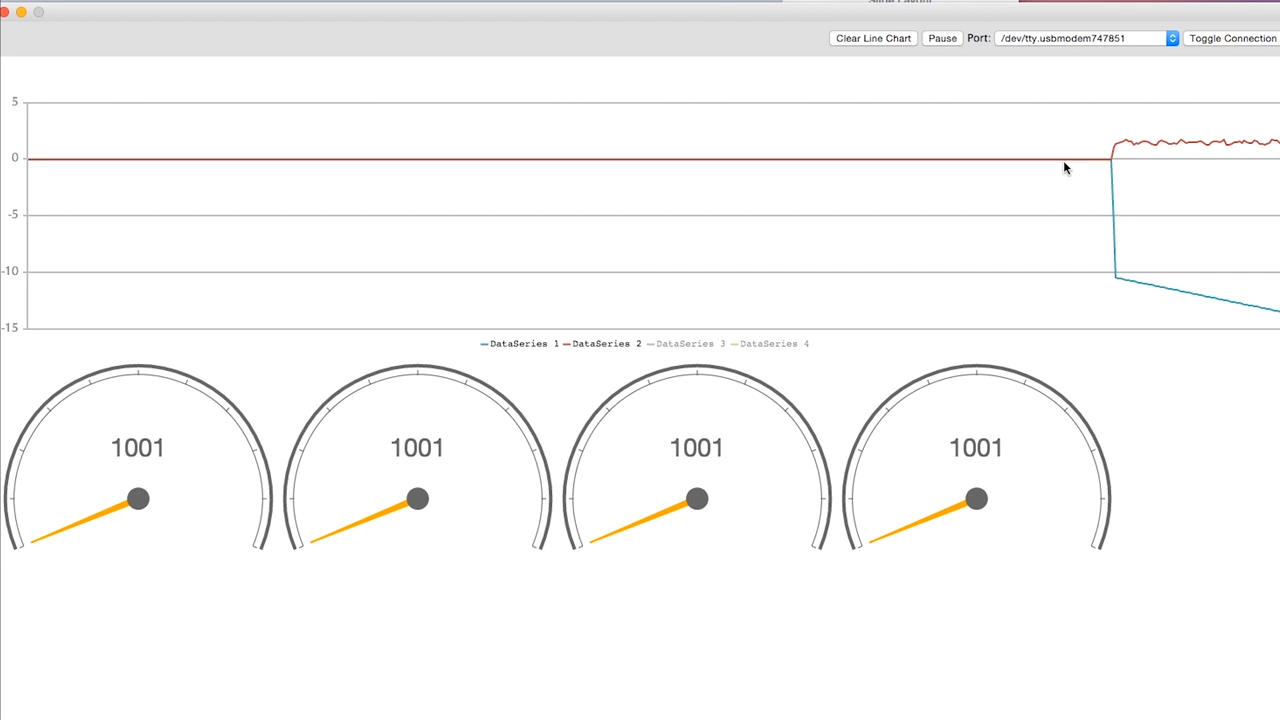 Clear Line Chart Pause Port: /dev/tty.usbmodem747851 Toggle Connection
5
0
-5
-10
-15
DataSeries 1 DataSeries 2 DataSeries 3 DataSeries 4
1001 1001 1001 1001